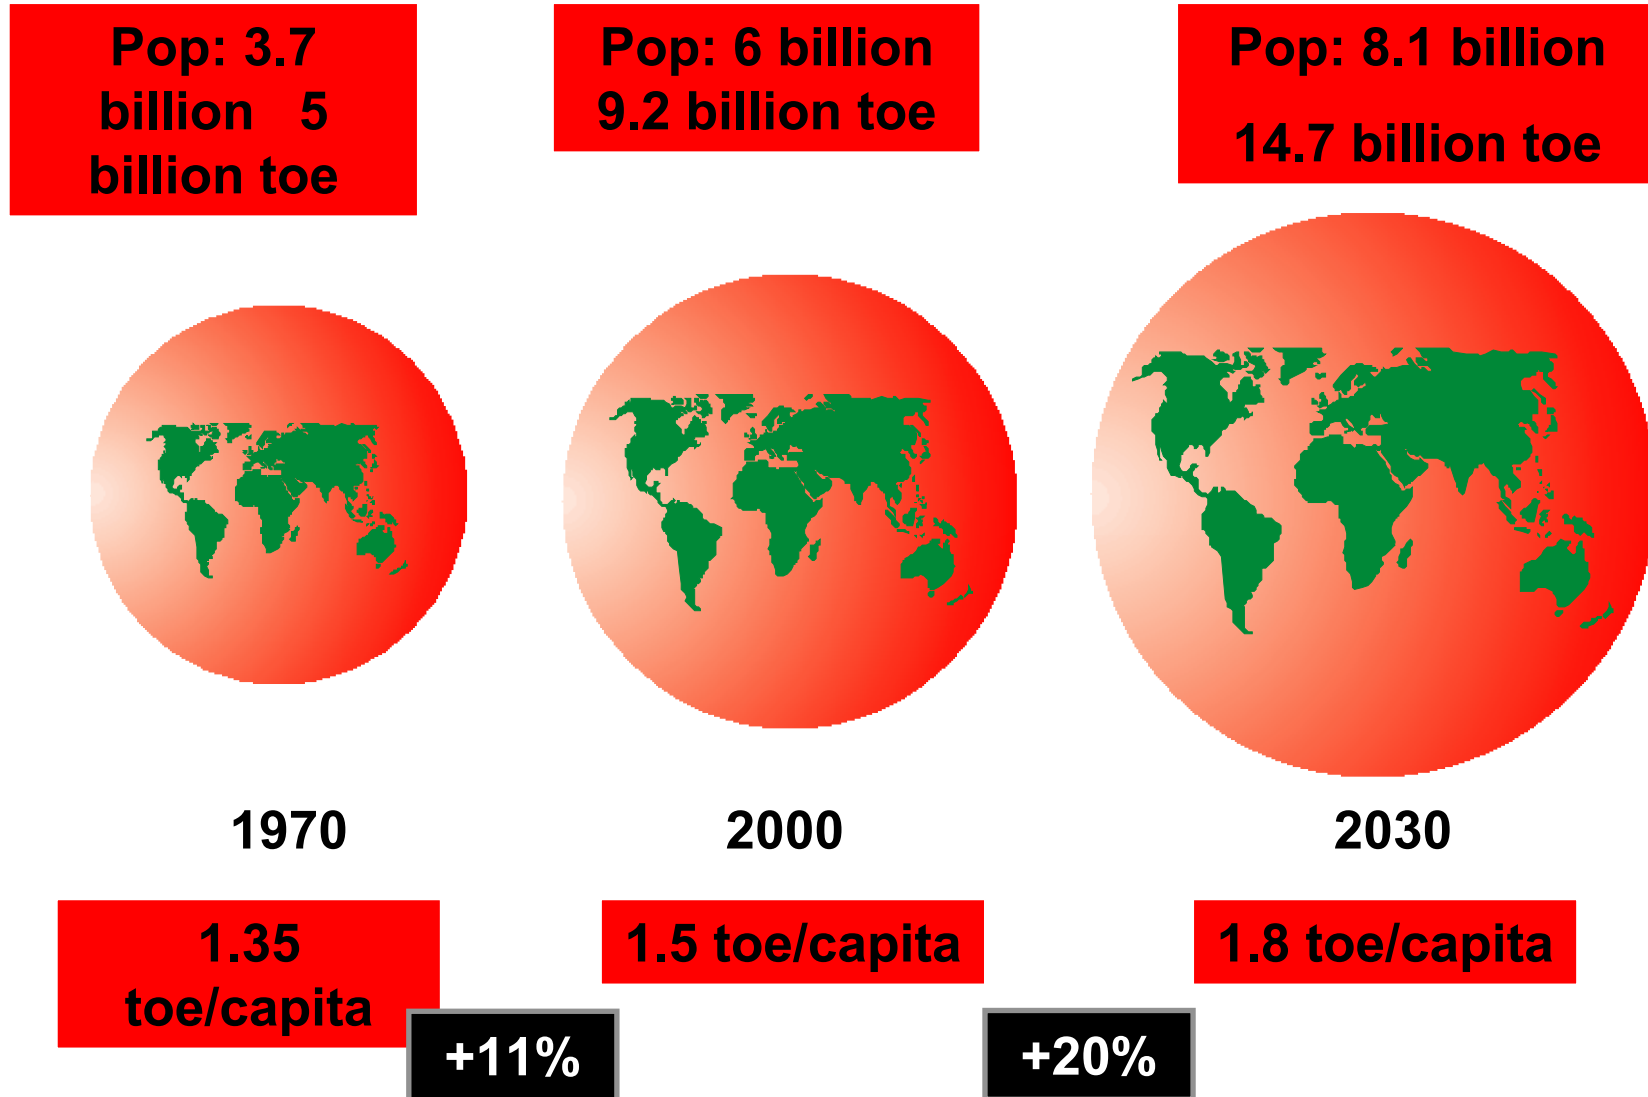 Pop: 3.7
billion   5
billion toe
Pop: 6 billion
9.2 billion toe
Pop: 8.1 billion
14.7 billion toe
1970
2000
2030
1.35
toe/capita
1.5 toe/capita
1.8 toe/capita
+11%
+20%